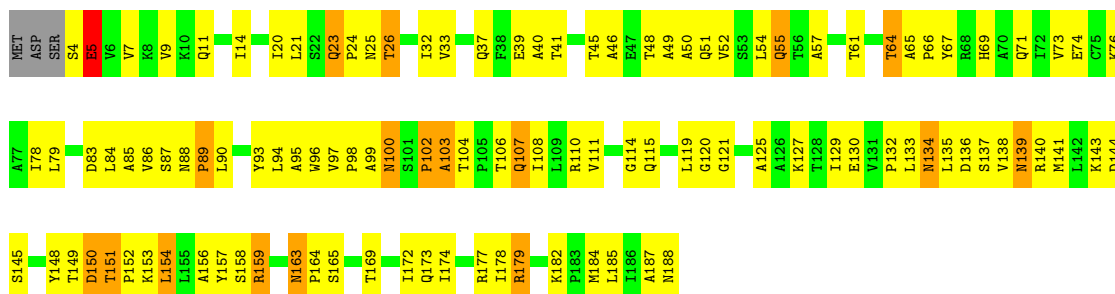 MET ASP SER S4 E5 V6 V7 K8 V9 K10 Q11 I14 I20 L21 S22 Q23 P24 N25 T26 I32 V33 Q37 F38 E39 A40 T41 T45 A46 E47 T48 A49 A50 Q51 V52 S53 L54 Q55 T56 A57 T61 T64 A65 P66 Y67 R68 H69 A70 Q71 I72 V73 E74 C75 K76
A77 I78 L79 D83 L84 A85 V86 S87 N88 P89 L90 Y93 L94 A95 W96 V97 P98 A99 N100 S101 P102 A103 T104 P105 T106 Q107 I108 L109 R110 V111 G114 Q115 L119 G120 G121 A125 A126 K127 T128 I129 E130 V131 P132 L133 N134 L135 D136 S137 V138 N139 R140 M141 L142 K143
S145 Y148 T149 D150 T151 P152 K153 L154 L155 A156 Y157 S158 R159 N163 P164 S165 T169 I172 Q173 I174 R177 I178 R179 K182 P183 M184 L185 I186 A187 N188